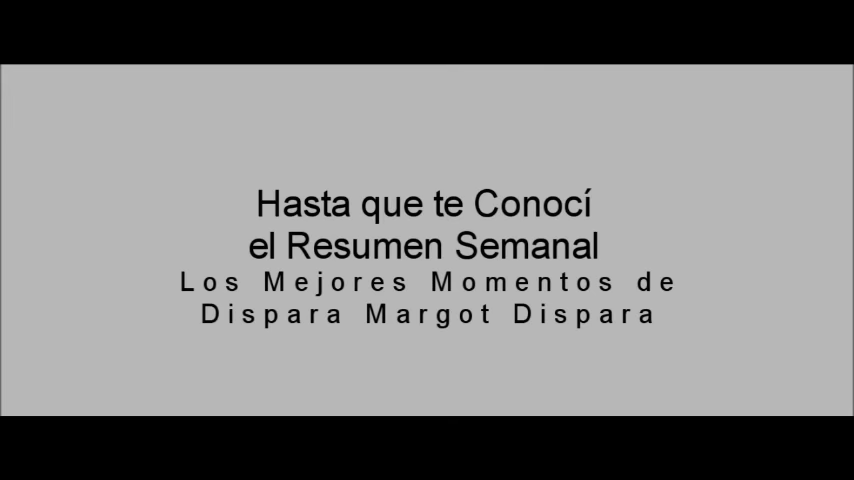 Hasta que te Conocí
el Resumen Semanal
Los Mejores Momentos de
Dispara Margot Dispara